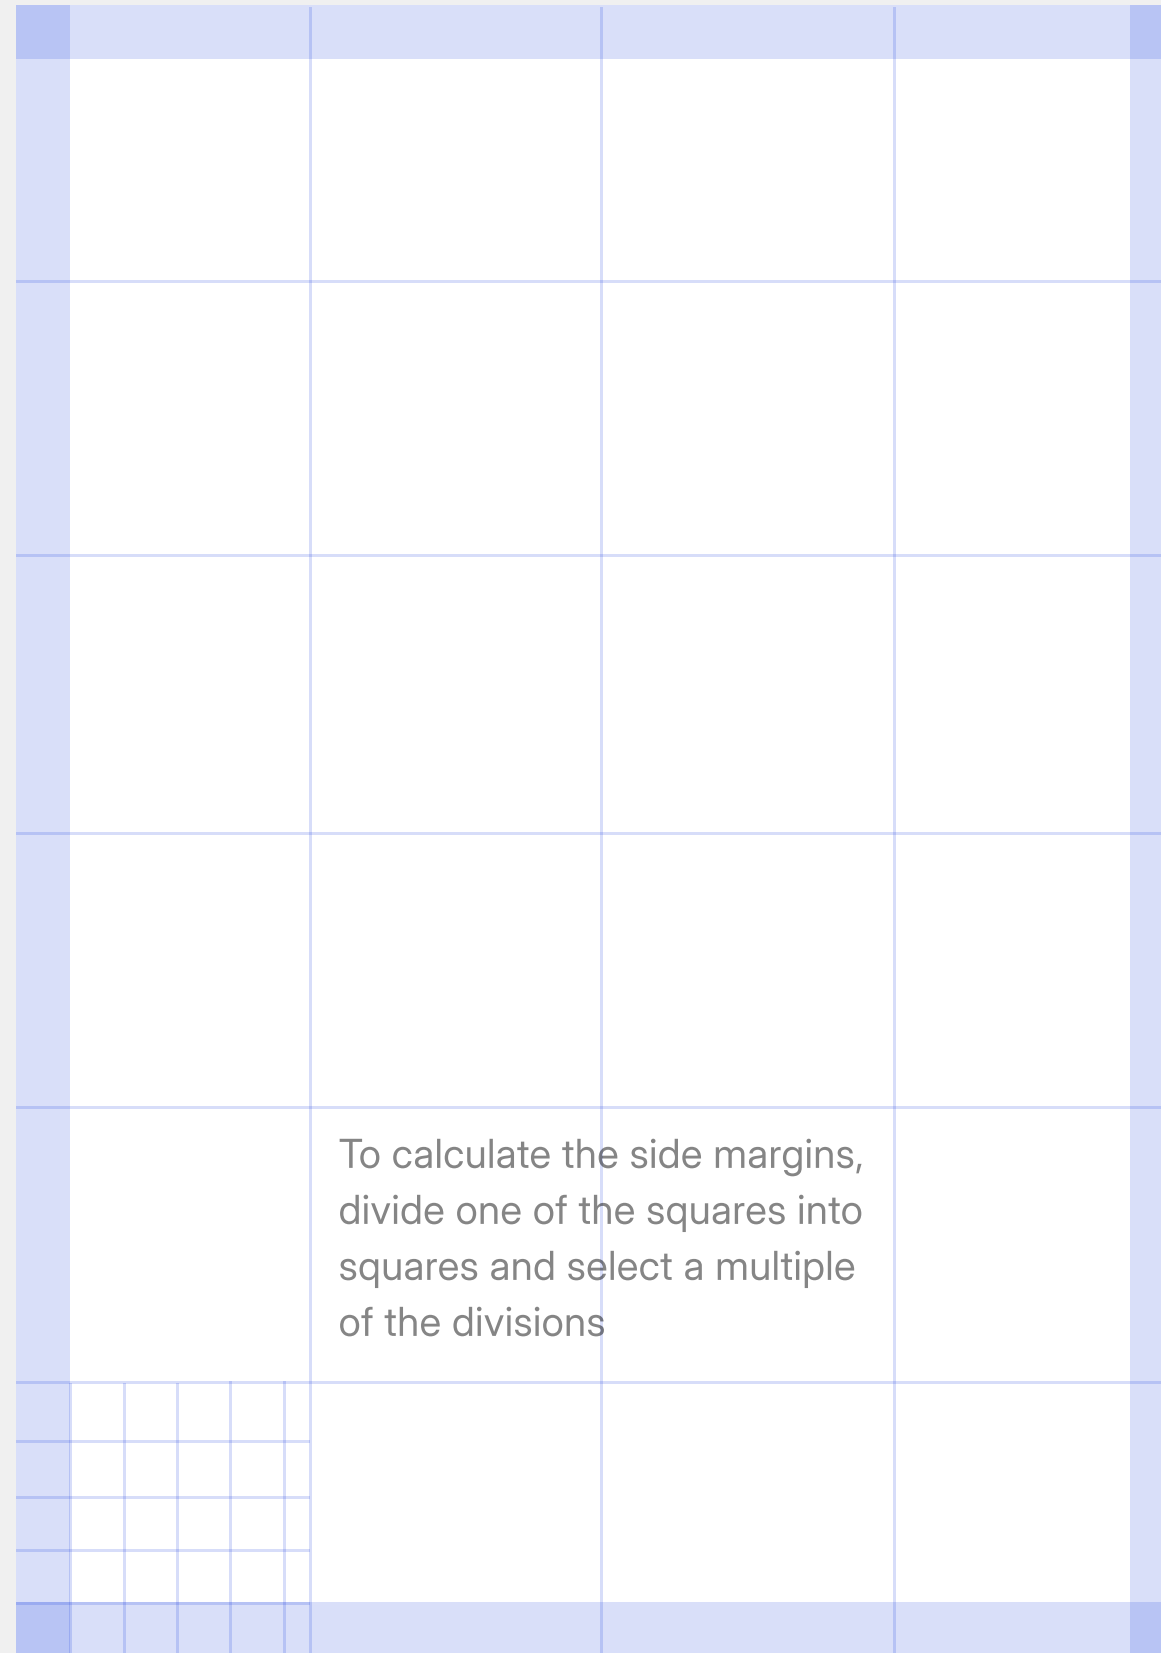 To calculate the side margins,
divide one of the squares into
squares and select a multiple
of the divisions